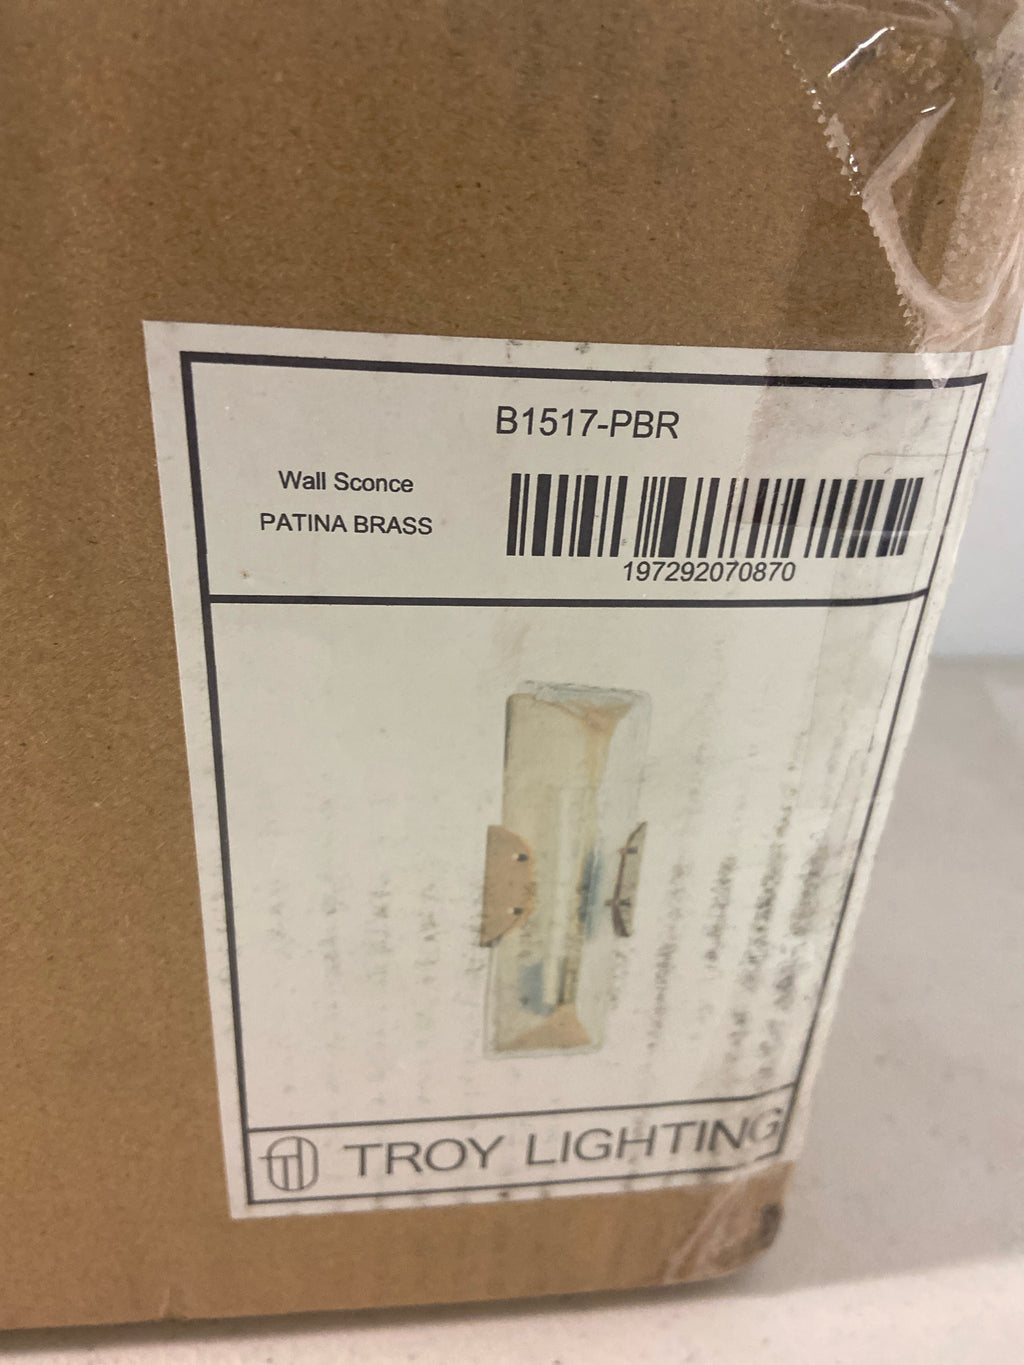 B1517-PBR
Wall Sconce
PATINA BRASS
197292070870
TROY LIGHTING